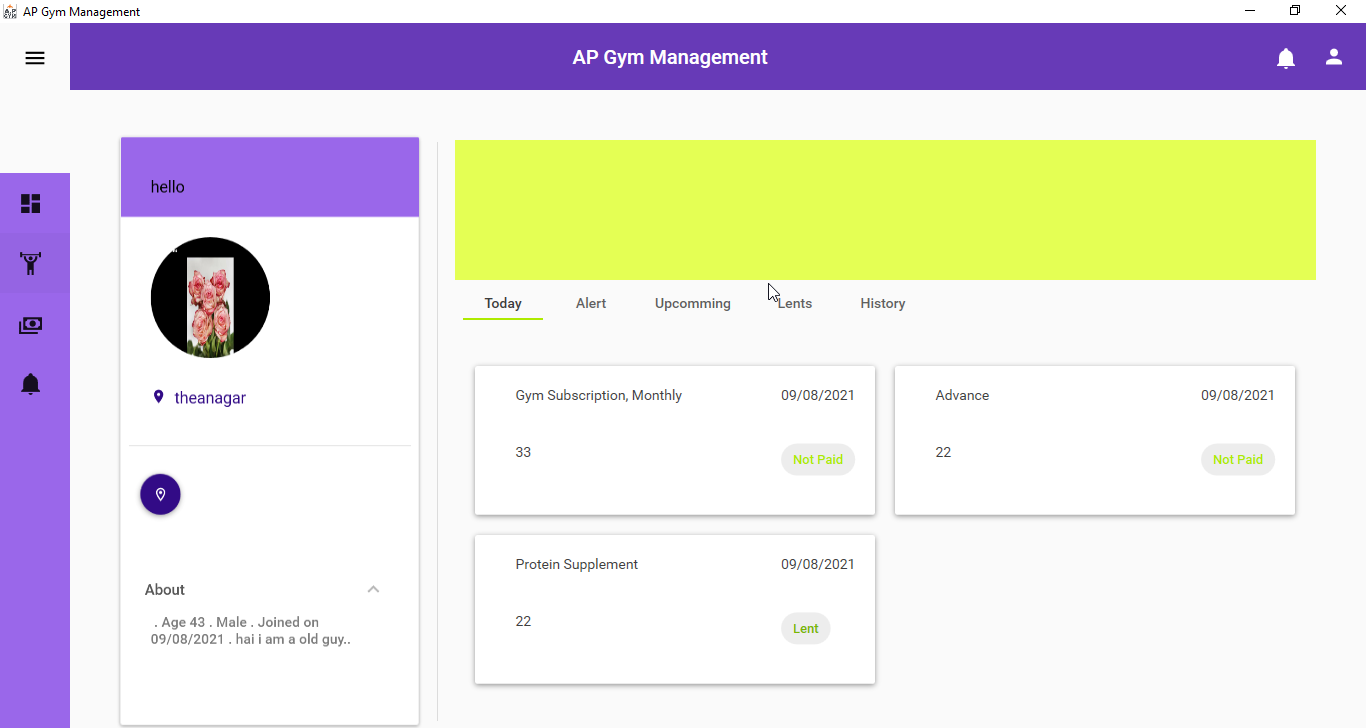 AP Gym Management
AP Gym Management
hello
theanagar
About
. Age 43 . Male . Joined on
09/08/2021 . hai i am a old guy..
Today Alert Upcomming Lents History
Gym Subscription, Monthly 09/08/2021
33 Not Paid
Advance 09/08/2021
22 Not Paid
Protein Supplement 09/08/2021
22 Lent